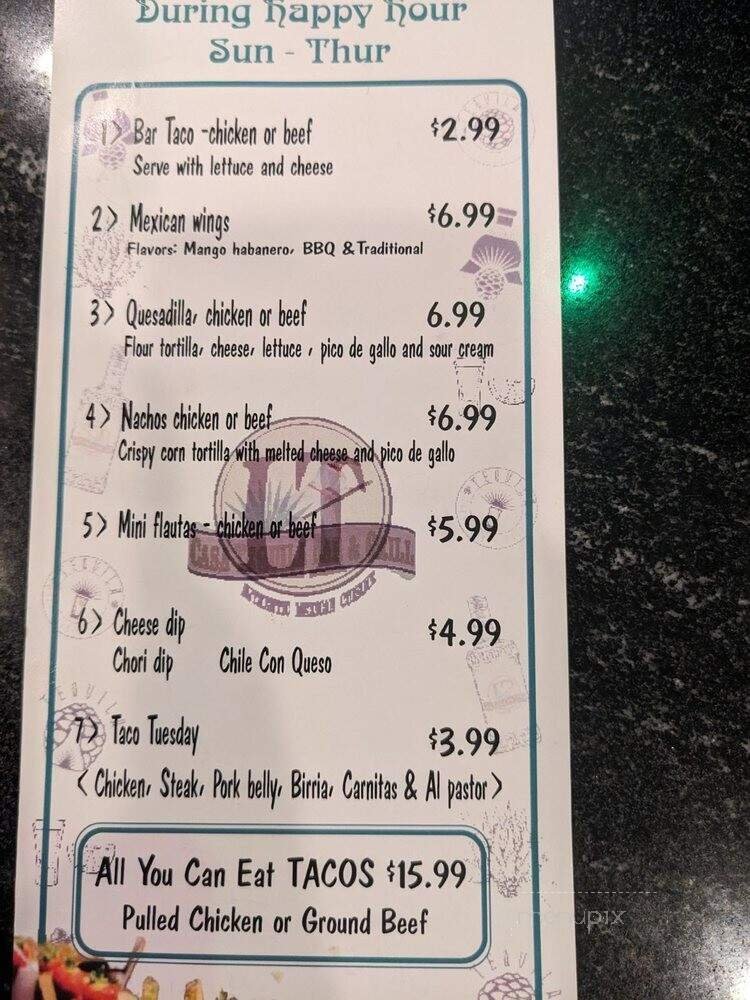 During Happy Hour
Sun - Thur
1> Bar Taco -chicken or beef $2.99
Serve with lettuce and cheese
2> Mexican wings $6.99
Flavors: Mango habanero, BBQ & Traditional
3> Quesadilla, chicken or beef 6.99
Flour tortilla, cheese, lettuce , pico de gallo and sour cream
4> Nachos chicken or beef $6.99
Crispy corn tortilla with melted cheese and pico de gallo
5> Mini flautas - chicken or beef $5.99
AUTHENTIC MEXICAN CUISINE
6> Cheese dip $4.99
Chori dip Chile Con Queso
7> Taco Tuesday $3.99
< Chicken, Steak, Pork belly, Birria, Carnitas & Al pastor >
All You Can Eat TACOS $15.99
Pulled Chicken or Ground Beef
menupix